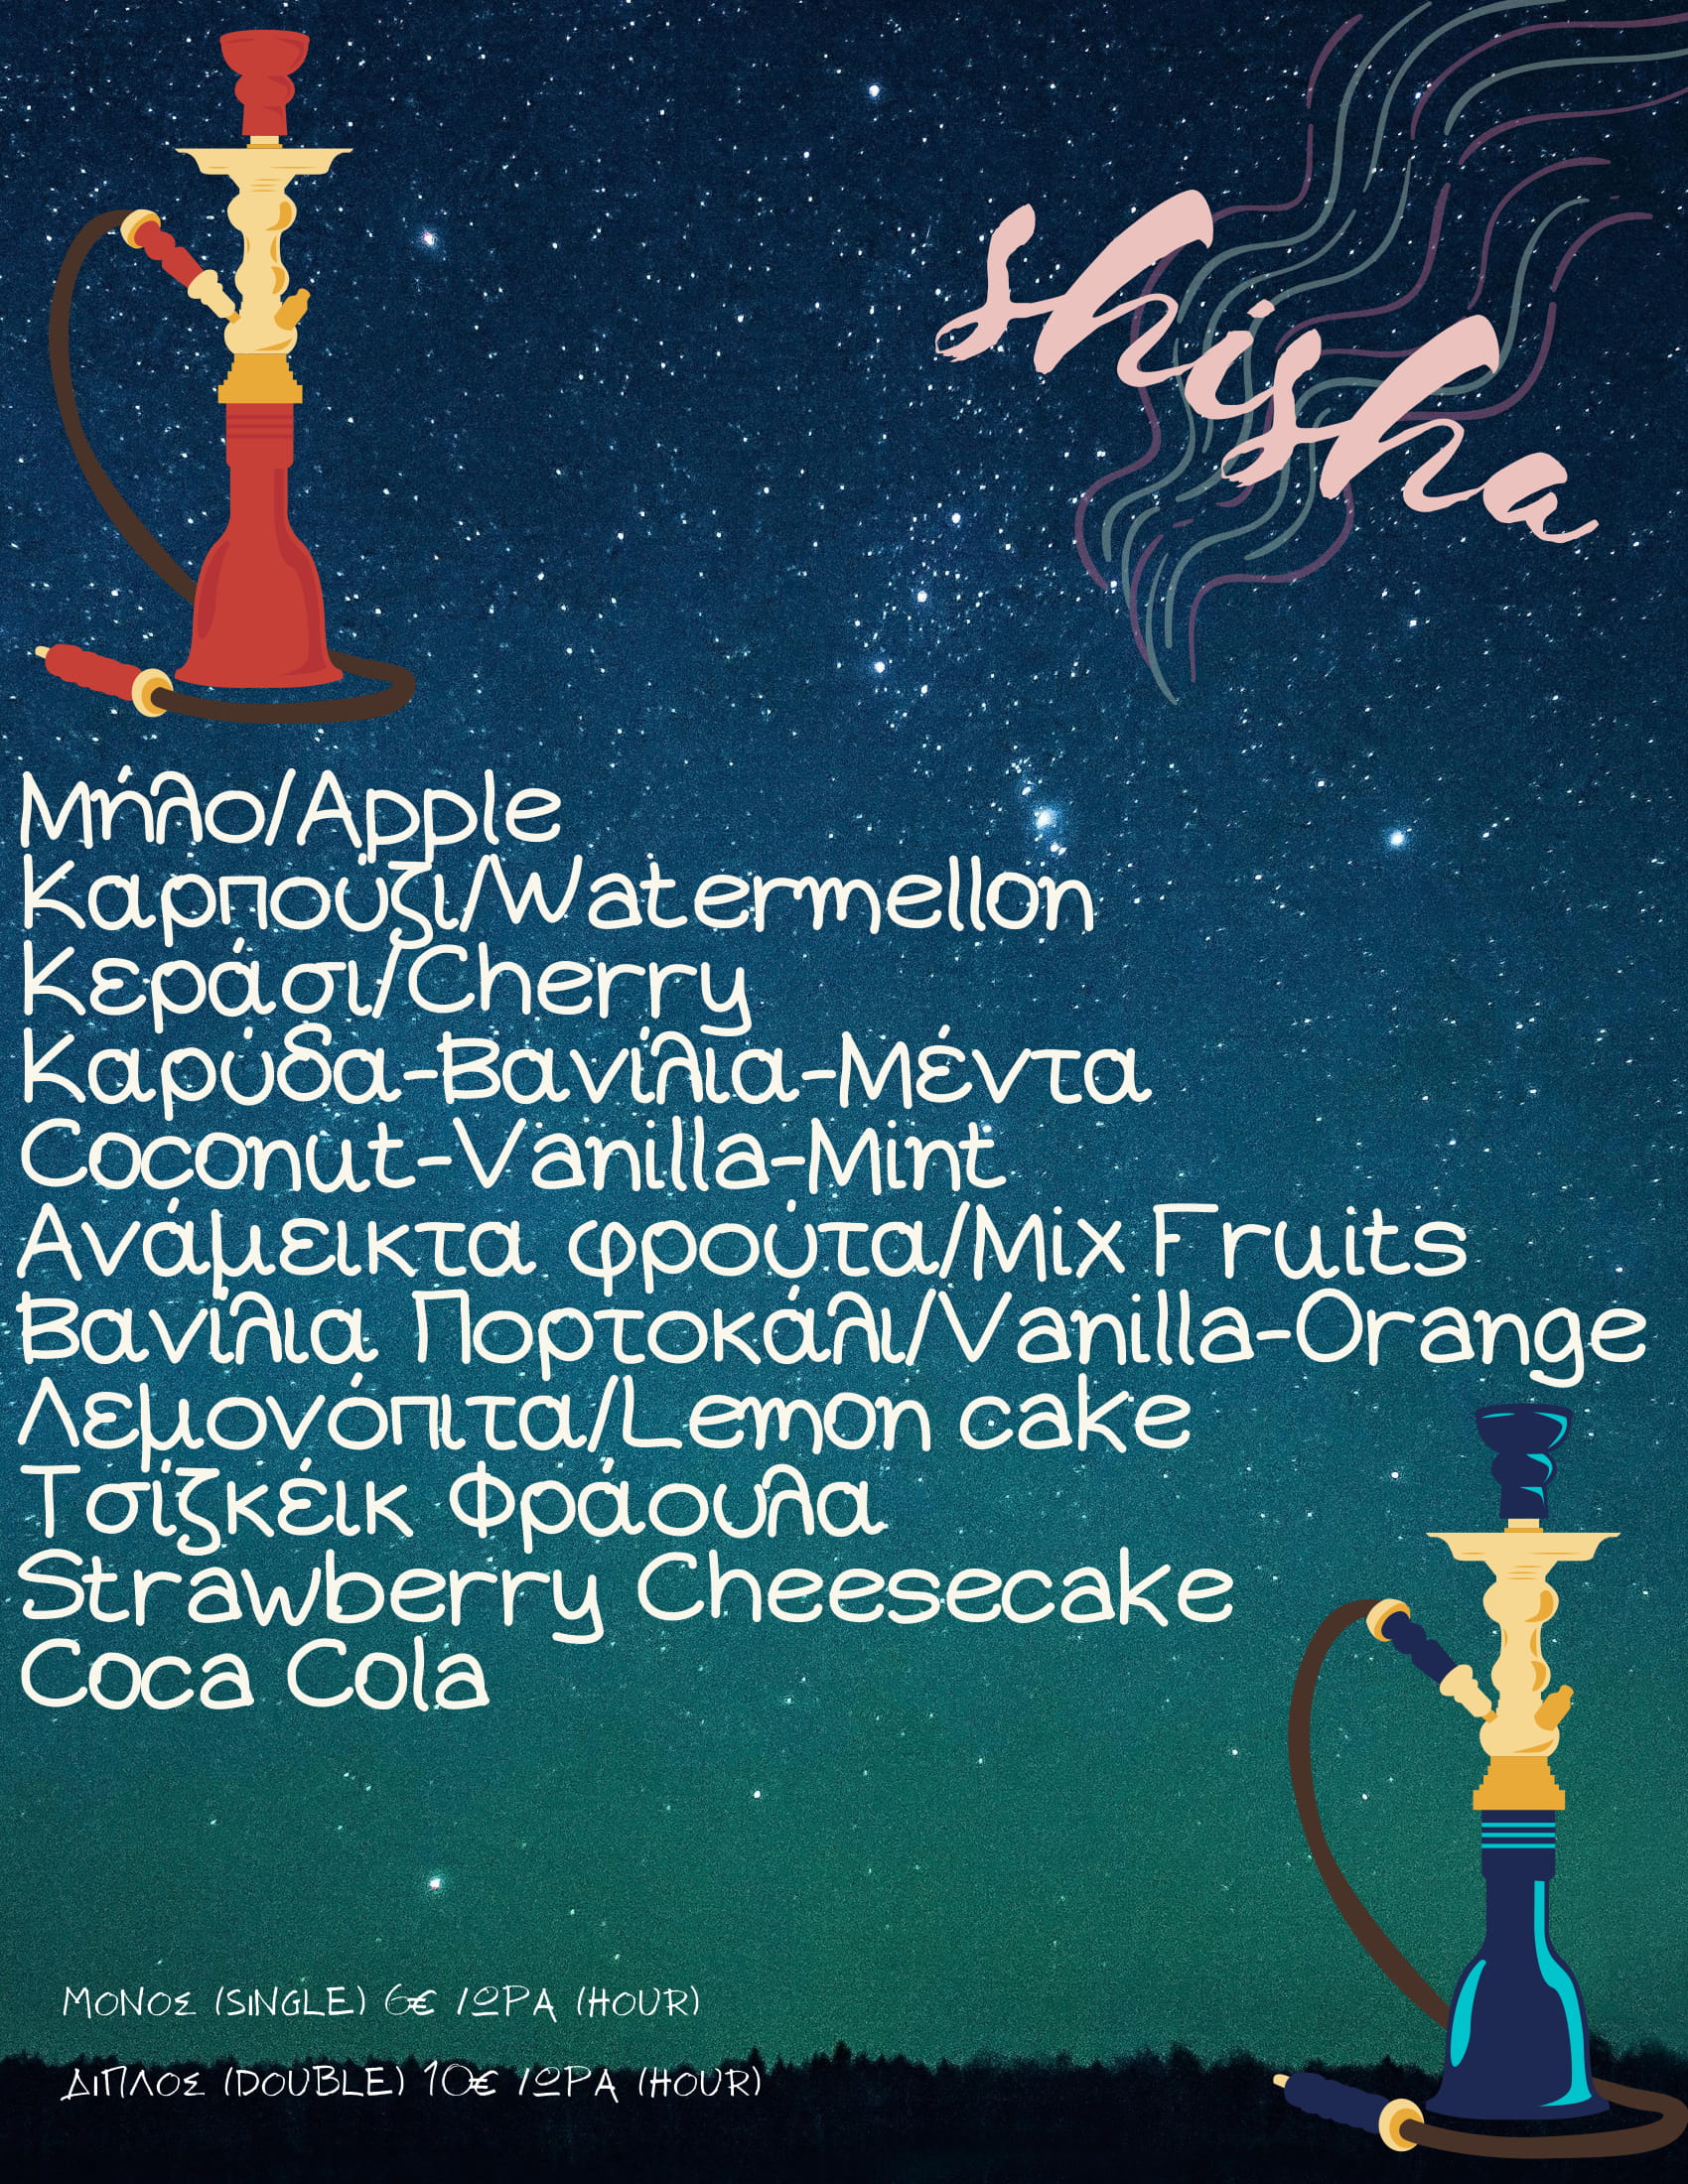 shisha
Μήλο/Apple
Καρπούζι/Watermellon
Κεράσι/Cherry
Καρύδα-Βανίλια-Μέντα
Coconut-Vanilla-Mint
Ανάμεικτα φρούτα/Mix Fruits
Βανίλια Πορτοκάλι/Vanilla-Orange
Λεμονόπιτα/Lemon cake
Τσίζκέικ Φράουλα
Strawberry Cheesecake
Coca Cola
ΜΟΝΟΣ (SINGLE) 6€ /ΩΡΑ (HOUR)
ΔΙΠΛΟΣ (DOUBLE) 10€ /ΩΡΑ (HOUR)